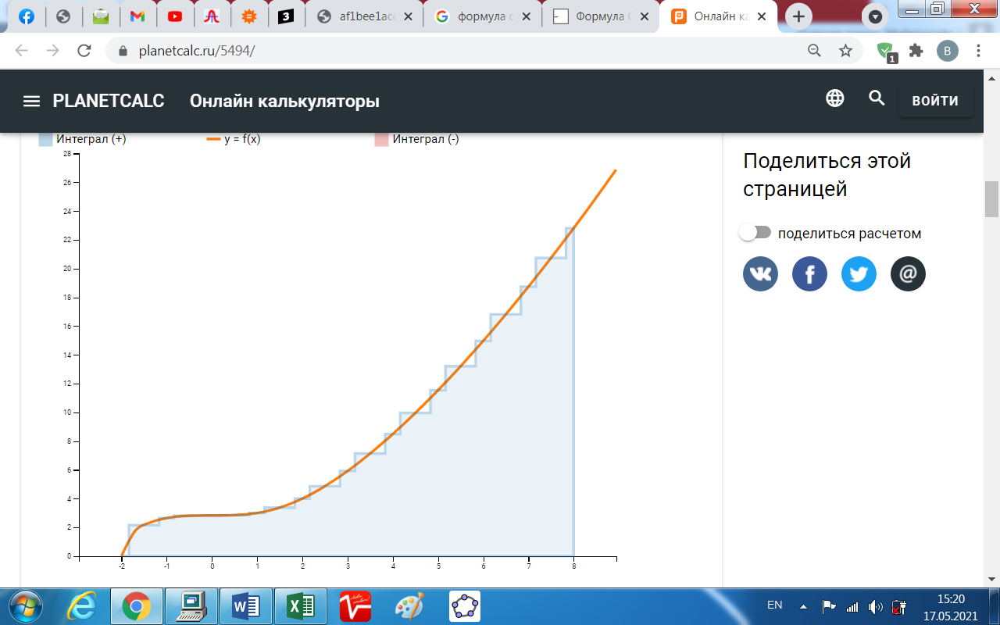 af1bee1ac
формула о
Формула
Онлайн ка
planetcalc.ru/5494/
1
B
PLANETCALC
Онлайн калькуляторы
ВОЙТИ
Интеграл (+)
y = f(x)
Интеграл (-)
28
26
24
22
20
18
16
14
12
10
8
6
4
2
0
-2
-1
0
1
2
3
4
5
6
7
8
Поделиться этой
страницей
поделиться расчетом
EN
15:20
17.05.2021